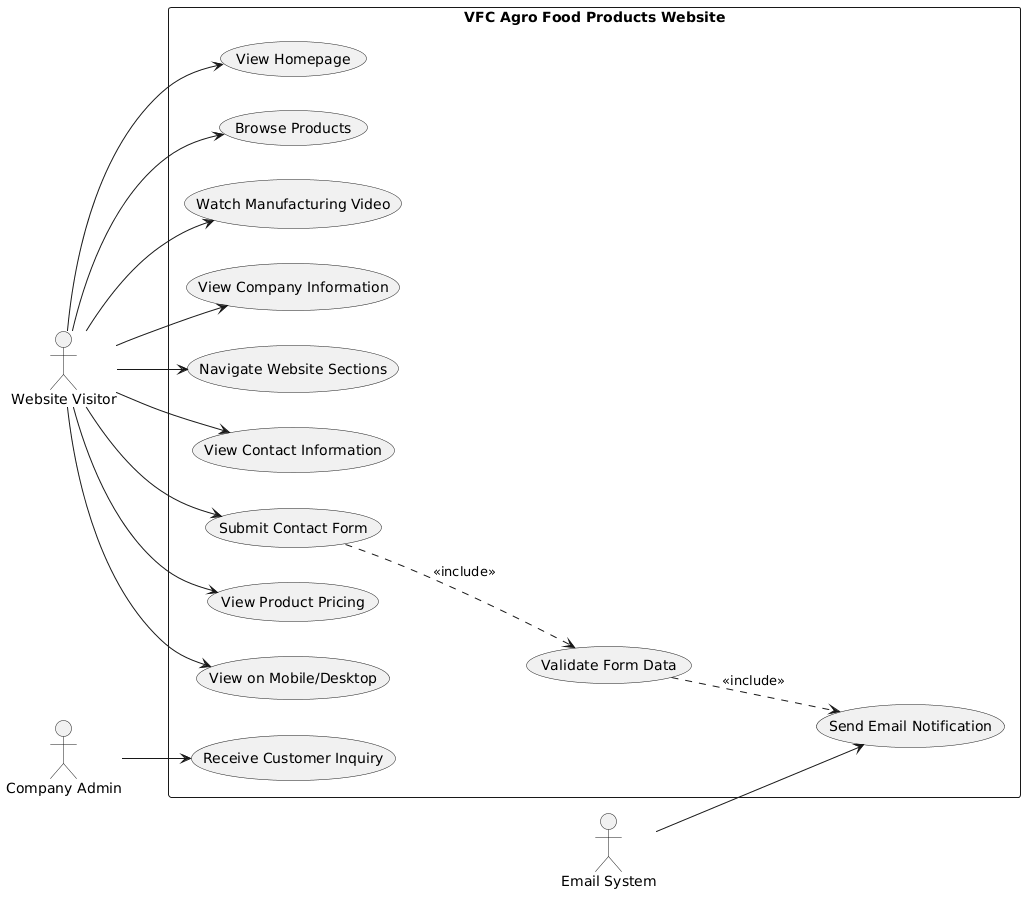 VFC Agro Food Products Website
View Homepage
Browse Products
Watch Manufacturing Video
View Company Information
Navigate Website Sections
Website Visitor
View Contact Information
Submit Contact Form
«include»
View Product Pricing
Validate Form Data
View on Mobile/Desktop
«include»
Send Email Notification
Receive Customer Inquiry
Company Admin
Email System